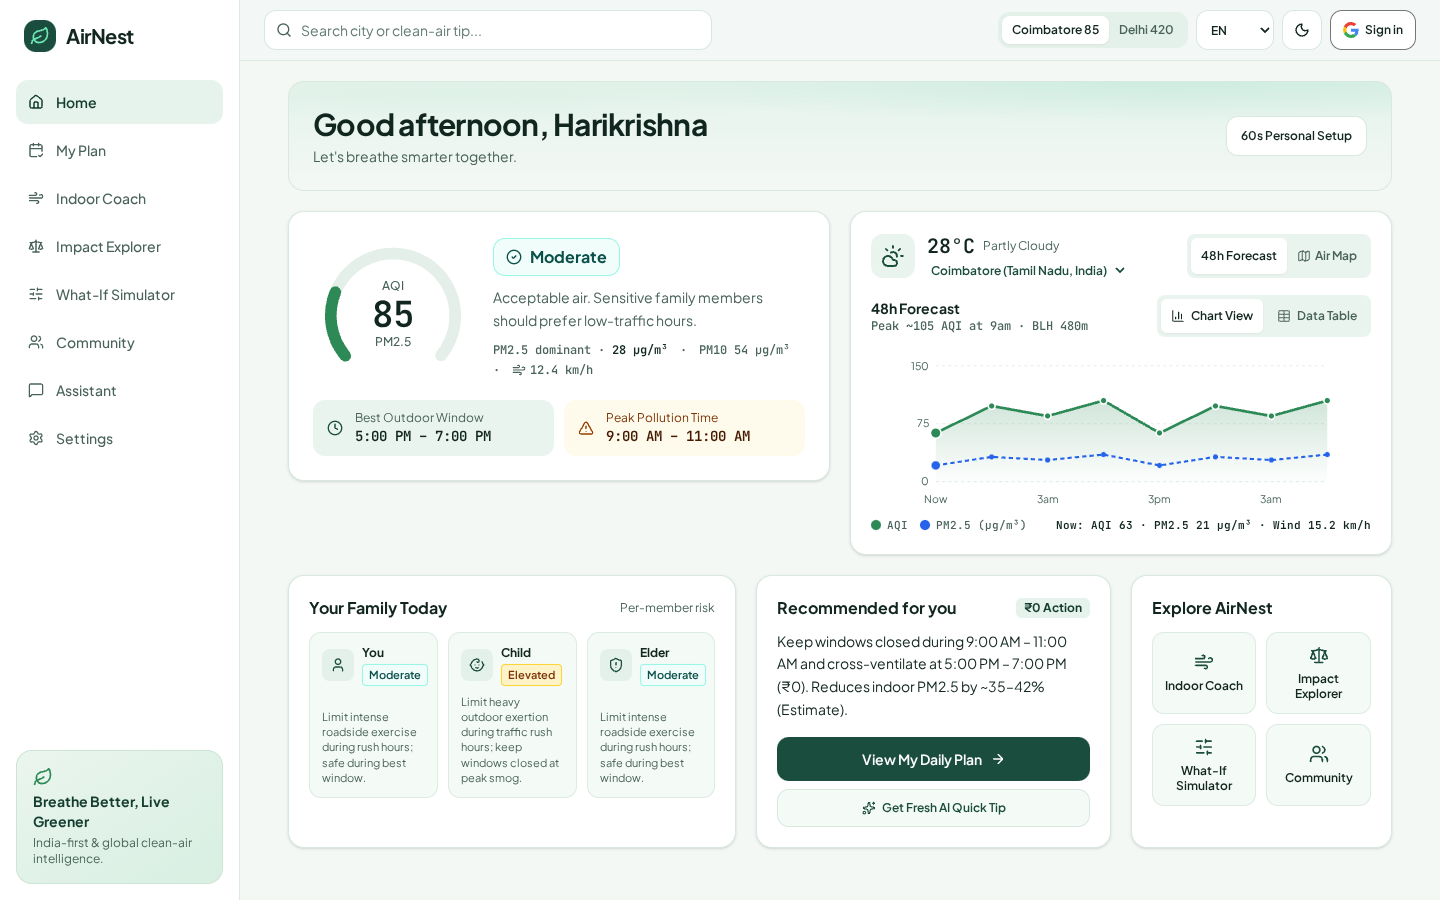 AirNest
Home
My Plan
Indoor Coach
Impact Explorer
What-If Simulator
Community
Assistant
Settings
Breathe Better, Live
Greener
India-first & global clean-air
intelligence.
Search city or clean-air tip...
Coimbatore 85
Delhi 420
EN
Sign in
Good afternoon, Harikrishna
Let's breathe smarter together.
60s Personal Setup
AQI
85
PM2.5
Moderate
Acceptable air. Sensitive family members
should prefer low-traffic hours.
PM2.5 dominant · 28 µg/m³ · PM10 54 µg/m³
· 12.4 km/h
Best Outdoor Window
5:00 PM – 7:00 PM
Peak Pollution Time
9:00 AM – 11:00 AM
28°C Partly Cloudy
Coimbatore (Tamil Nadu, India)
48h Forecast
Air Map
48h Forecast
Peak ~105 AQI at 9am · BLH 480m
Chart View
Data Table
150
75
0
Now
3am
3pm
3am
AQI
PM2.5 (µg/m³)
Now: AQI 63 · PM2.5 21 µg/m³ · Wind 15.2 km/h
Your Family Today
Per-member risk
You
Moderate
Limit intense
roadside exercise
during rush hours;
safe during best
window.
Child
Elevated
Limit heavy
outdoor exertion
during traffic rush
hours; keep
windows closed at
peak smog.
Elder
Moderate
Limit intense
roadside exercise
during rush hours;
safe during best
window.
Recommended for you
₹0 Action
Keep windows closed during 9:00 AM – 11:00
AM and cross-ventilate at 5:00 PM – 7:00 PM
(₹0). Reduces indoor PM2.5 by ~35–42%
(Estimate).
View My Daily Plan
Get Fresh AI Quick Tip
Explore AirNest
Indoor Coach
Impact
Explorer
What-If
Simulator
Community